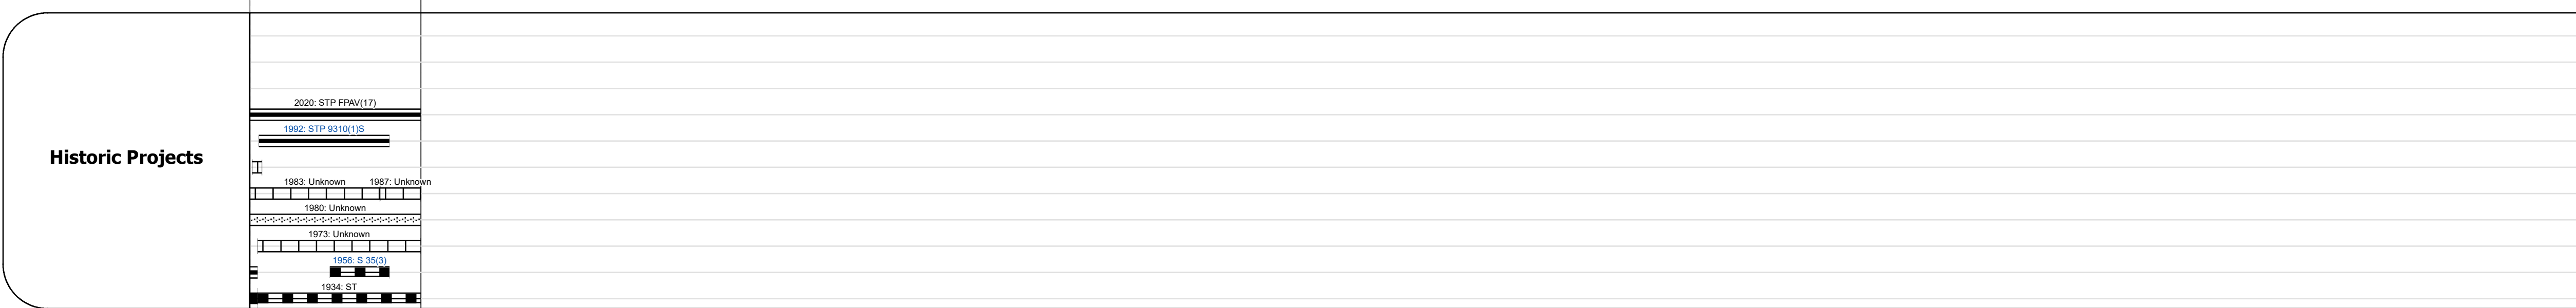 2020: STP FPAV(17)
1992: STP 9310(1)S
Historic Projects
1983: Unknown 1987: Unknown
1980: Unknown
1973: Unknown
1956: S 35(3)
1934: ST